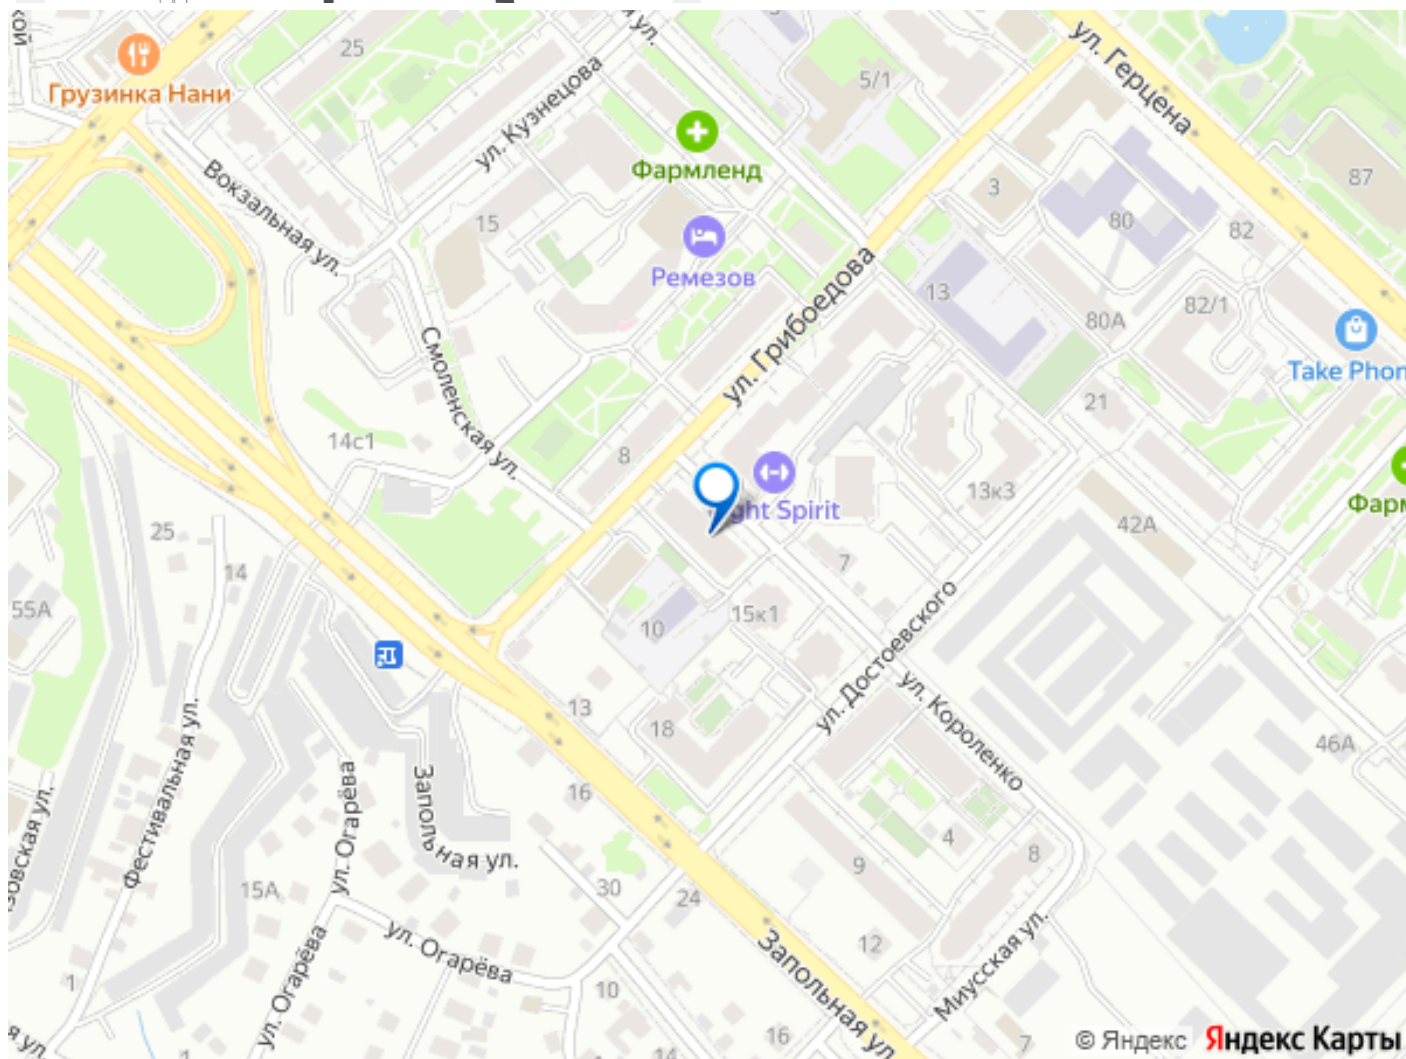 25
Грузинка Нани
ул. Кузнецова
5/1
ул. Герцена
Фармленд
87
Вокзальная ул.
15
3
80
82
Ремезов
ул. Грибоедова
13
80А
82/1
Take Phon
Смоленская ул.
21
14с1
8
Fight Spirit
13к3
42А
Фарм
25
14
7
55А
10
15к1
ул. Достоевского
ул. Короленко
13
18
46А
Фестивальная ул.
ул. Огарёва
Запольная ул.
16
4
8
9
15А
30
24
ул. Огарёва
ул. Огарёва
12
Запольная ул.
Миусская ул.
1
10
16
14
7
1
© Яндекс Яндекс Карты